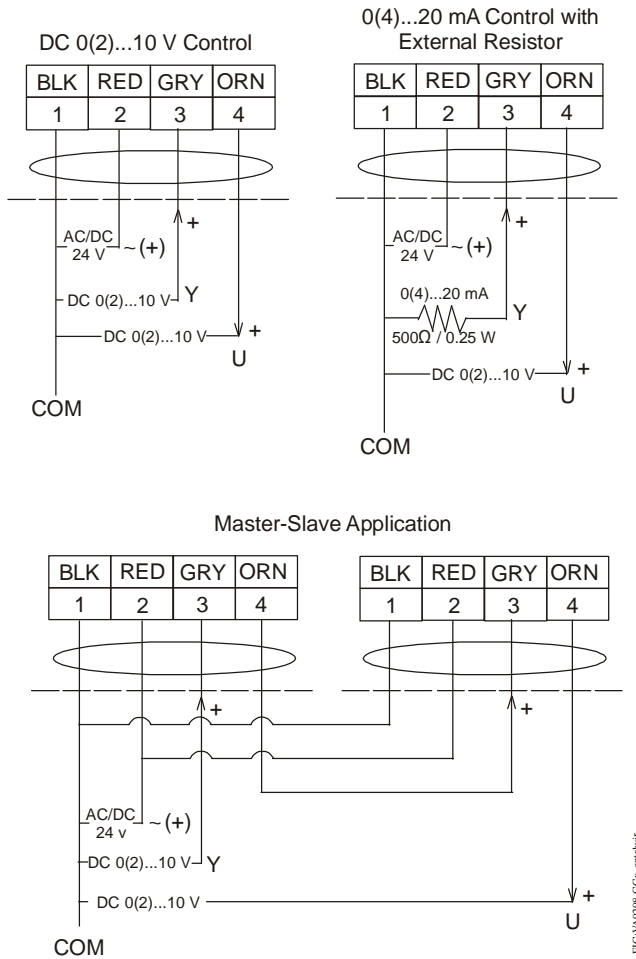 DC 0(2)...10 V Control
BLK RED GRY ORN
1 2 3 4
+
AC/DC
24 V
~ (+)
DC 0(2)...10 V
Y
DC 0(2)...10 V
+
U
COM
0(4)...20 mA Control with
External Resistor
BLK RED GRY ORN
1 2 3 4
+
AC/DC
24 V
~ (+)
0(4)...20 mA
Y
500Ω / 0.25 W
DC 0(2)...10 V
+
U
COM
Master-Slave Application
BLK RED GRY ORN
1 2 3 4
BLK RED GRY ORN
1 2 3 4
+
+
AC/DC
24 v
~ (+)
DC 0(2)...10 V
Y
DC 0(2)...10 V
+
U
COM